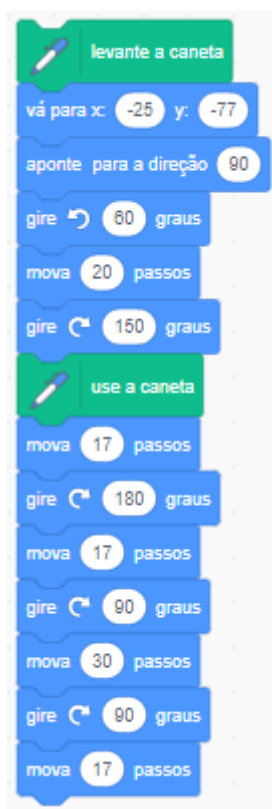 levante a caneta
vá para x: -25 y: -77
aponte para a direção 90
gire 60 graus
mova 20 passos
gire 150 graus
use a caneta
mova 17 passos
gire 180 graus
mova 17 passos
gire 90 graus
mova 30 passos
gire 90 graus
mova 17 passos